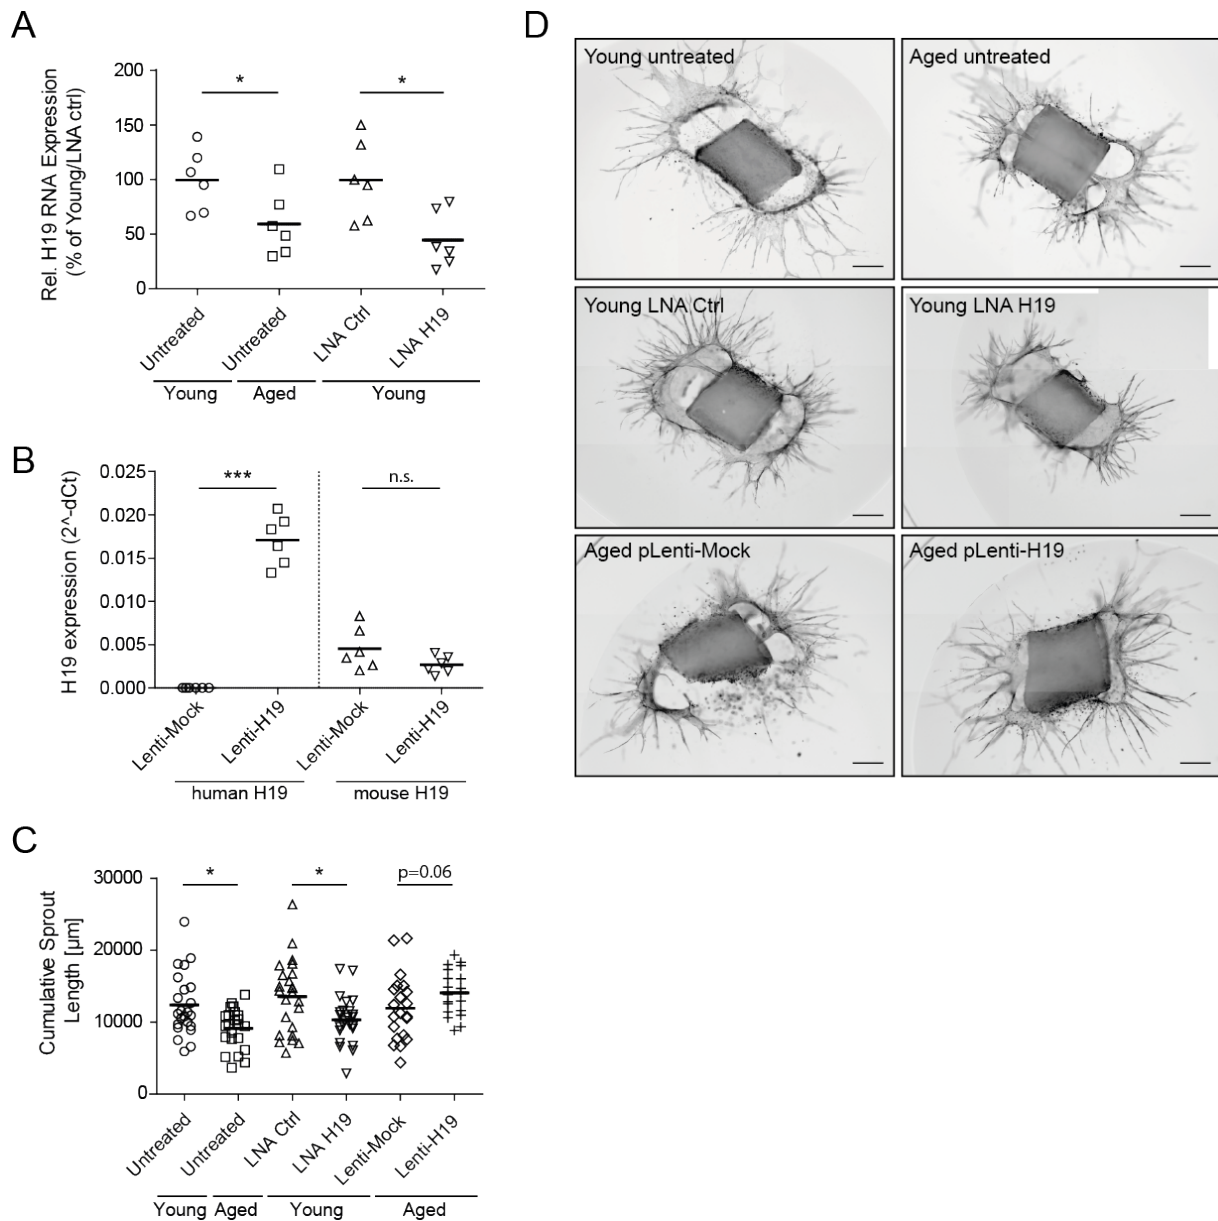 A
Rel. H19 RNA Expression
(% of Young/LNA ctrl)
200
150
100
50
0
*
*
Untreated
Untreated
LNA Ctrl
LNA H19
Young
Aged
Young
B
H19 expression (2^-dCt)
0.025
0.020
0.015
0.010
0.005
0.000
***
n.s.
Lenti-Mock
Lenti-H19
Lenti-Mock
Lenti-H19
human H19
mouse H19
C
Cumulative Sprout
Length [µm]
30000
20000
10000
0
*
*
p=0.06
Untreated
Untreated
LNA Ctrl
LNA H19
Lenti-Mock
Lenti-H19
Young
Aged
Young
Aged
D
Young untreated
Aged untreated
Young LNA Ctrl
Young LNA H19
Aged pLenti-Mock
Aged pLenti-H19